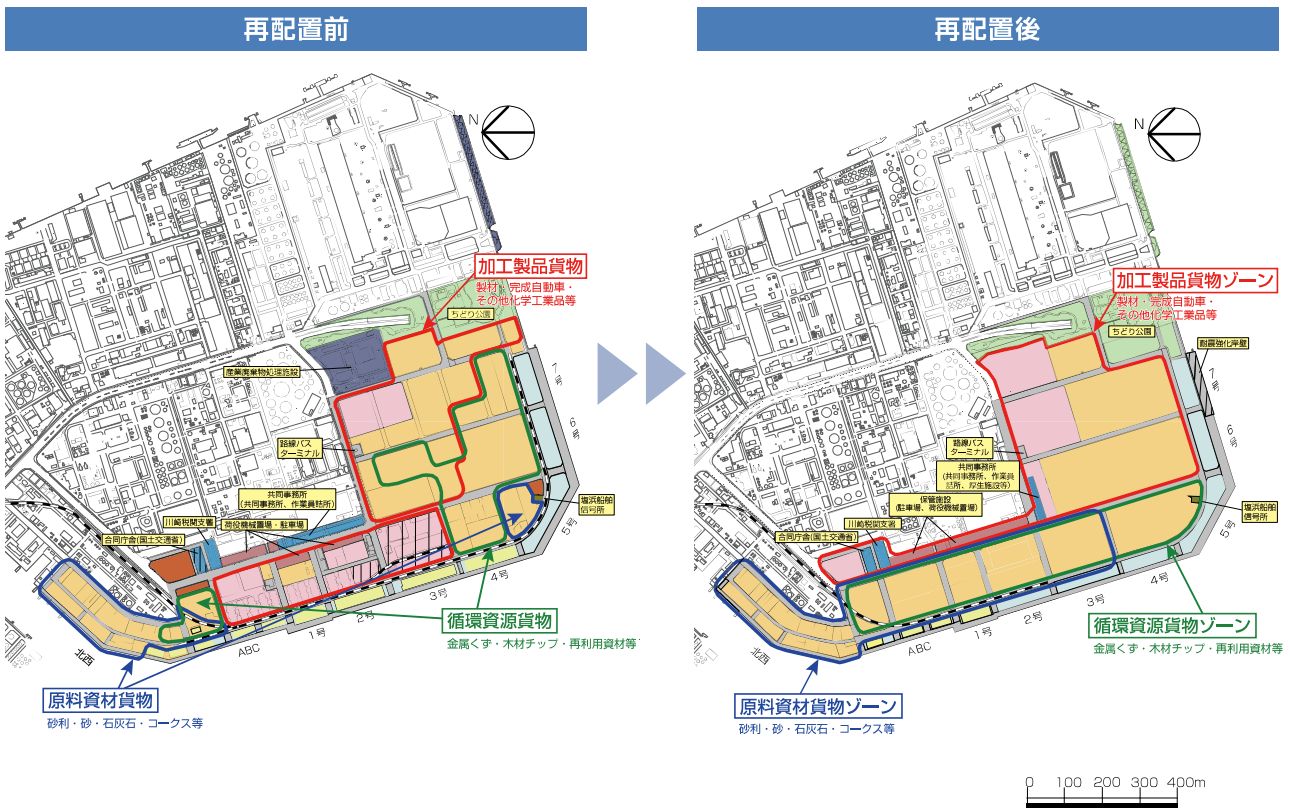 再配置前
N
加工製品貨物
製材・完成自動車・
その他化学工業品等
ちどり公園
産業廃棄物処理施設
7号
6号
5号
路線バス
ターミナル
共同事務所
(共同事務所、作業員詰所)
塩浜船舶
信号所
川崎税関支署
荷役機械置場・駐車場
合同庁舎(国土交通省)
4号
3号
2号
1号
ABC
北西
循環資源貨物
金属くず・木材チップ・再利用資材等
原料資材貨物
砂利・砂・石灰石・コークス等
再配置後
N
加工製品貨物ゾーン
製材・完成自動車・
その他化学工業品等
ちどり公園
耐震強化岸壁
7号
6号
5号
路線バス
ターミナル
共同事務所
(共同事務所、作業員
詰所、厚生施設等)
保管施設
(駐車場、荷役機械置場)
塩浜船舶
信号所
川崎税関支署
合同庁舎(国土交通省)
4号
3号
2号
1号
ABC
北西
循環資源貨物ゾーン
金属くず・木材チップ・再利用資材等
原料資材貨物ゾーン
砂利・砂・石灰石・コークス等
0 100 200 300 400m